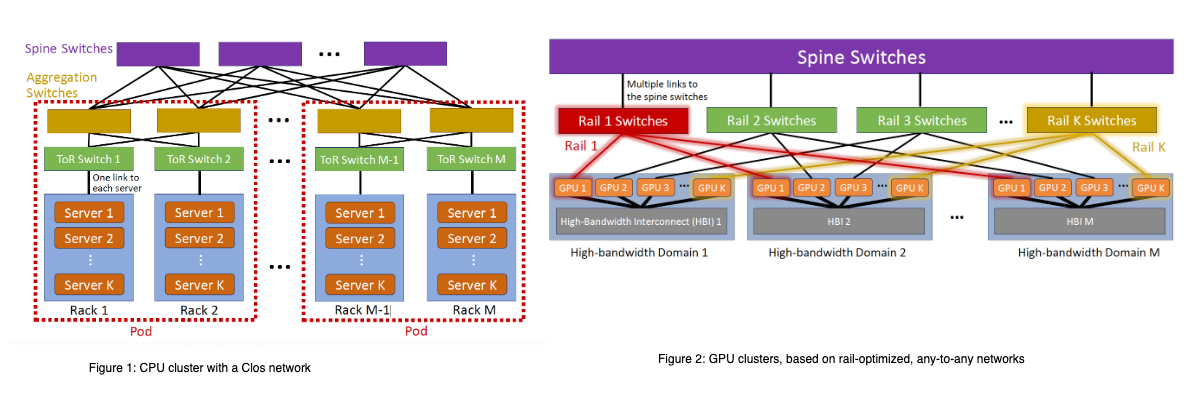 Spine Switches
...
Aggregation
Switches
...
ToR Switch 1
ToR Switch 2
...
ToR Switch M-1
ToR Switch M
One link to
each server
Server 1
Server 2
⋮
Server K
Rack 1
Server 1
Server 2
⋮
Server K
Rack 2
Pod
...
Server 1
Server 2
⋮
Server K
Rack M-1
Server 1
Server 2
⋮
Server K
Rack M
Pod
Figure 1: CPU cluster with a Clos network
Spine Switches
Multiple links to
the spine switches
Rail 1 Switches
Rail 2 Switches
Rail 3 Switches
...
Rail K Switches
Rail 1
Rail K
GPU 1
GPU 2
GPU 3
...
GPU K
GPU 1
GPU 2
GPU 3
...
GPU K
GPU 1
GPU 2
GPU 3
...
GPU K
High-Bandwidth Interconnect (HBI) 1
HBI 2
...
HBI M
High-bandwidth Domain 1
High-bandwidth Domain 2
High-bandwidth Domain M
Figure 2: GPU clusters, based on rail-optimized, any-to-any networks